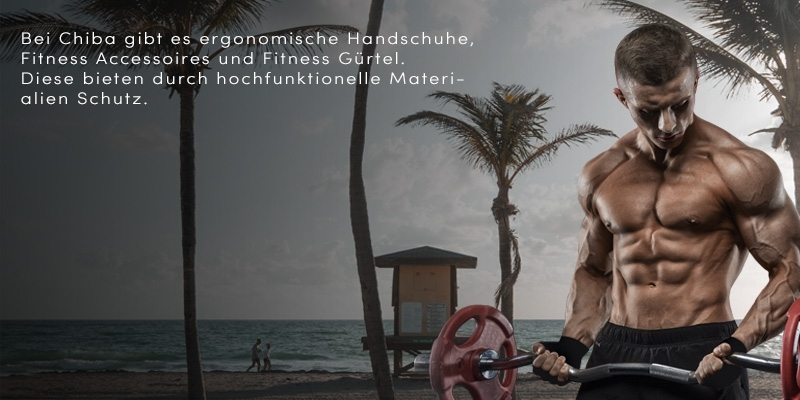 Bei Chiba gibt es ergonomische Handschuhe,
Fitness Accessoires und Fitness Gürtel.
Diese bieten durch hochfunktionelle Materi-
alien Schutz.